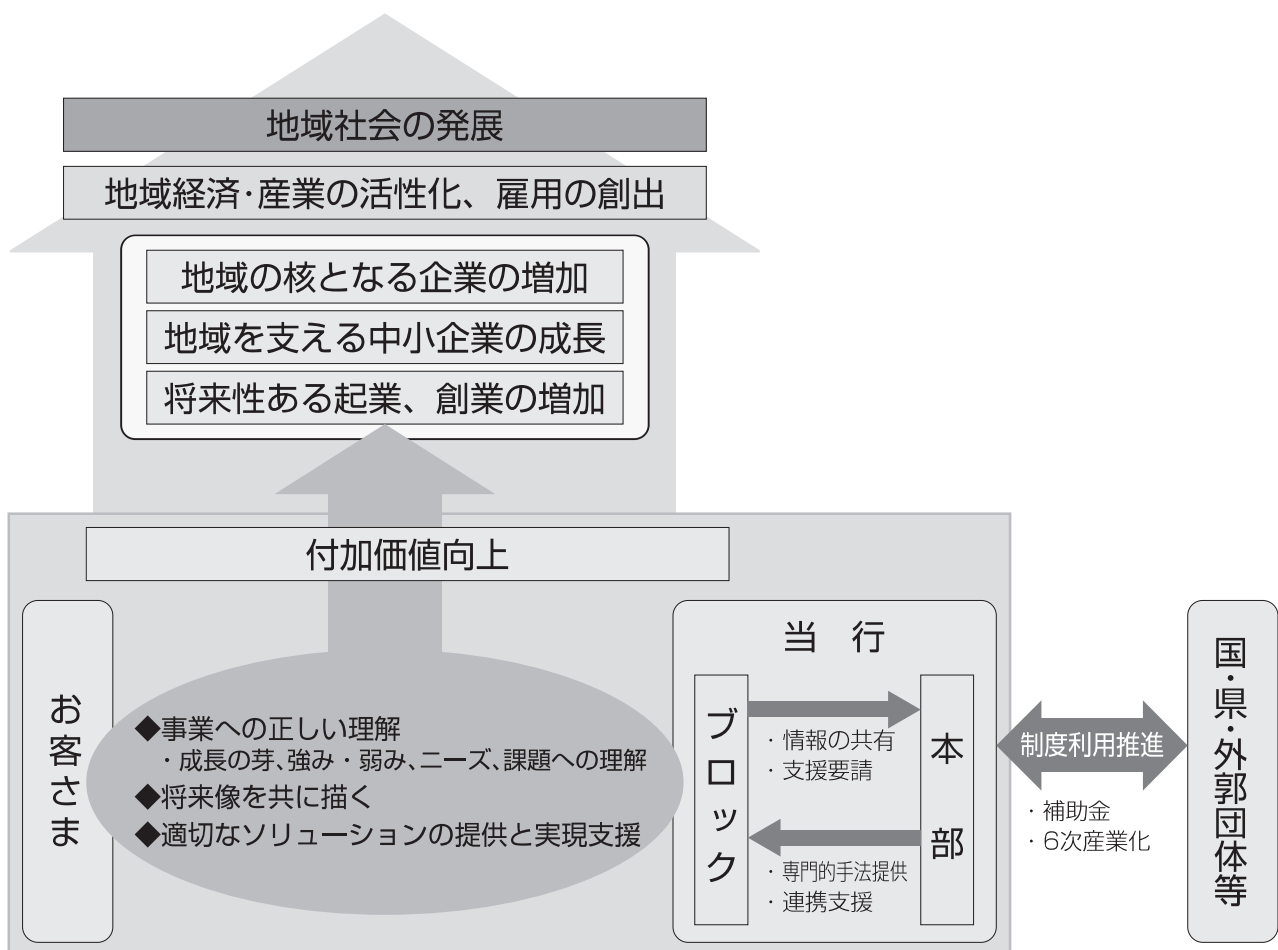 地域社会の発展
地域経済・産業の活性化、雇用の創出
地域の核となる企業の増加
地域を支える中小企業の成長
将来性ある起業、創業の増加
付加価値向上
お客さま
◆事業への正しい理解
・成長の芽、強み・弱み、ニーズ、課題への理解
◆将来像を共に描く
◆適切なソリューションの提供と実現支援
当　行
ブロック
・情報の共有
・支援要請
・専門的手法提供
・連携支援
本部
制度利用推進
・補助金
・6次産業化
国・県・外郭団体等